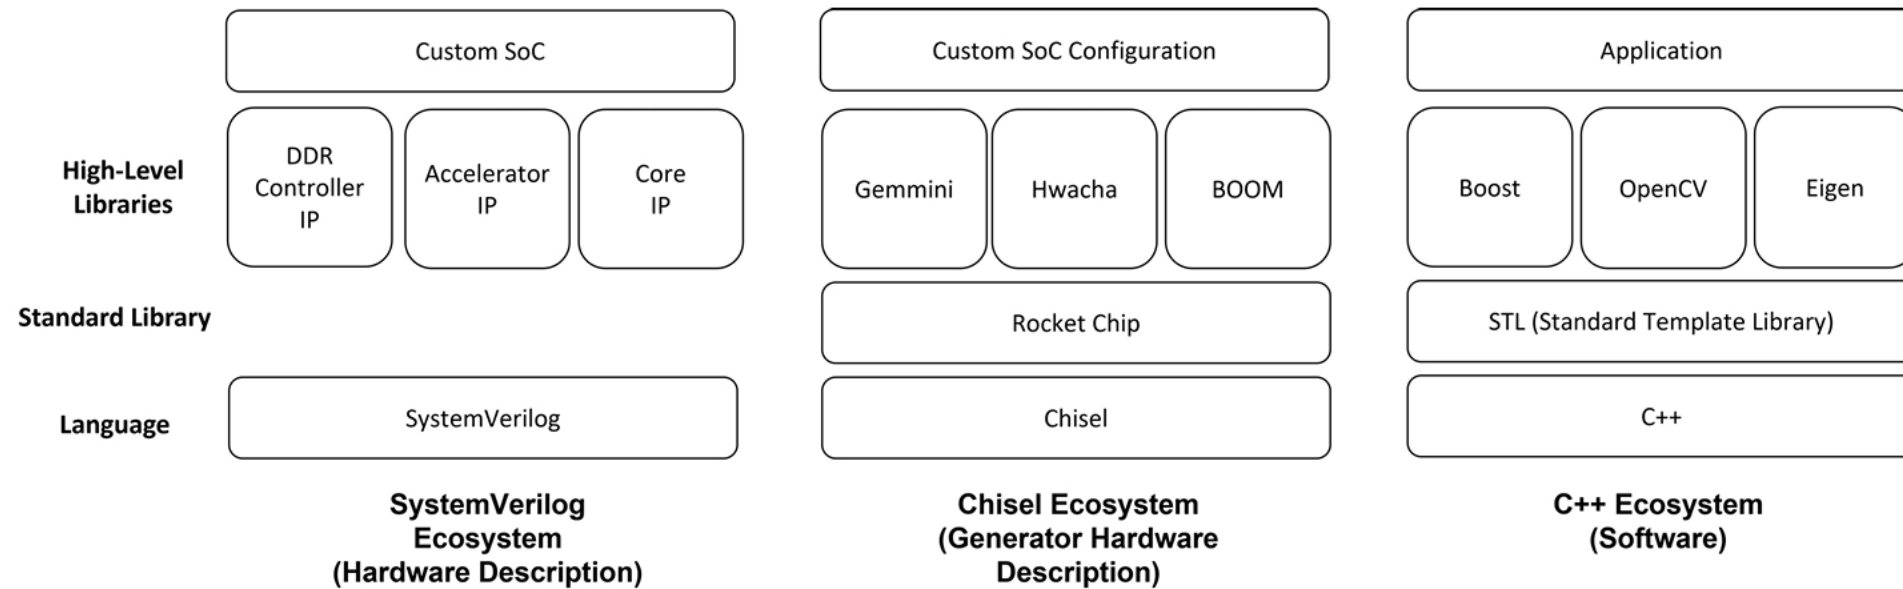 Custom SoC
Custom SoC Configuration
Application
High-Level
Libraries
DDR
Controller
IP
Accelerator
IP
Core
IP
Gemmini
Hwacha
BOOM
Boost
OpenCV
Eigen
Standard Library
Rocket Chip
STL (Standard Template Library)
Language
SystemVerilog
Chisel
C++
SystemVerilog
Ecosystem
(Hardware Description)
Chisel Ecosystem
(Generator Hardware
Description)
C++ Ecosystem
(Software)